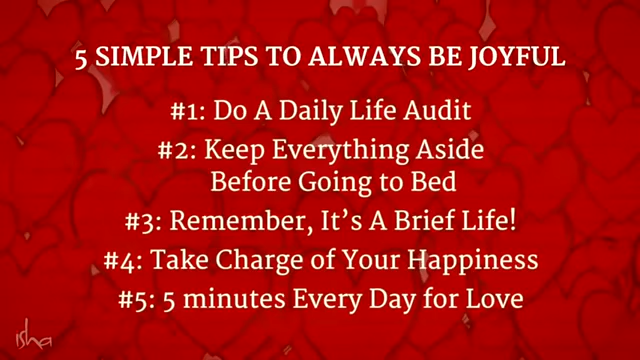 5 SIMPLE TIPS TO ALWAYS BE JOYFUL
#1: Do A Daily Life Audit
#2: Keep Everything Aside
Before Going to Bed
#3: Remember, It's A Brief Life!
#4: Take Charge of Your Happiness
#5: 5 minutes Every Day for Love
isha